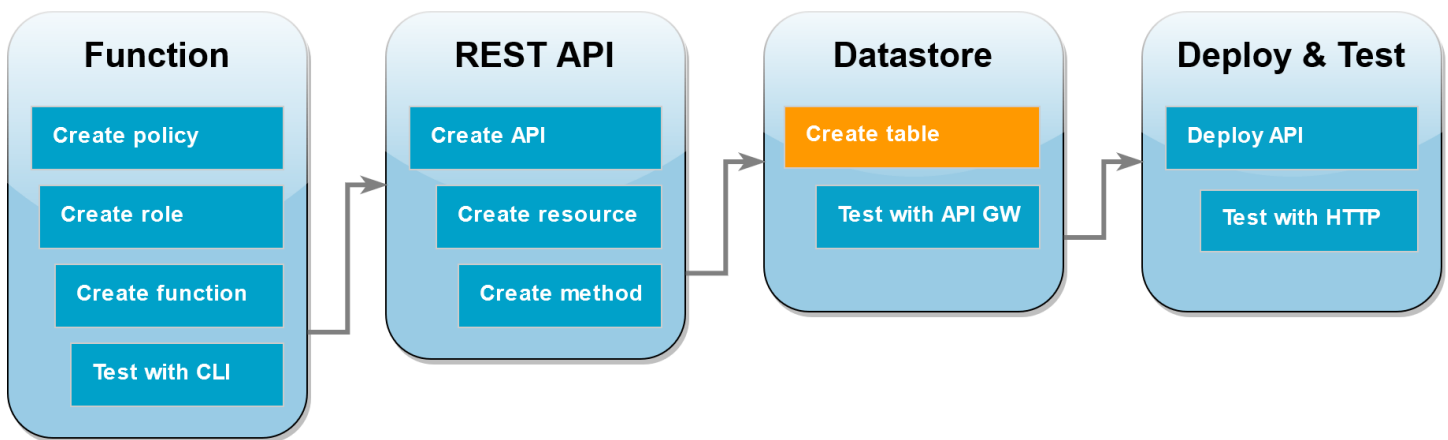 Function
Create policy
Create role
Create function
Test with CLI
REST API
Create API
Create resource
Create method
Datastore
Create table
Test with API GW
Deploy & Test
Deploy API
Test with HTTP